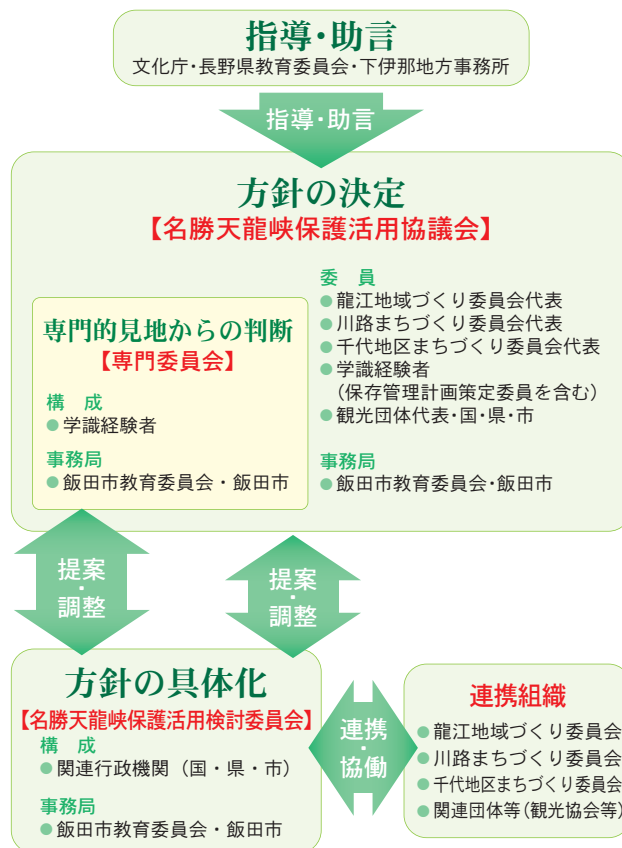 指導・助言
文化庁・長野県教育委員会・下伊那地方事務所
指導・助言
方針の決定
【名勝天龍峡保護活用協議会】
専門的見地からの判断
【専門委員会】
構 成
●学識経験者
事務局
●飯田市教育委員会・飯田市
委 員
●龍江地域づくり委員会代表
●川路まちづくり委員会代表
●千代地区まちづくり委員会代表
●学識経験者
(保存管理計画策定委員を含む)
●観光団体代表・国・県・市
事務局
●飯田市教育委員会・飯田市
提案
・
調整
提案
・
調整
方針の具体化
【名勝天龍峡保護活用検討委員会】
構 成
●関連行政機関（国・県・市）
事務局
●飯田市教育委員会・飯田市
連携
・
協働
連携組織
●龍江地域づくり委員会
●川路まちづくり委員会
●千代地区まちづくり委員会
●関連団体等(観光協会等)